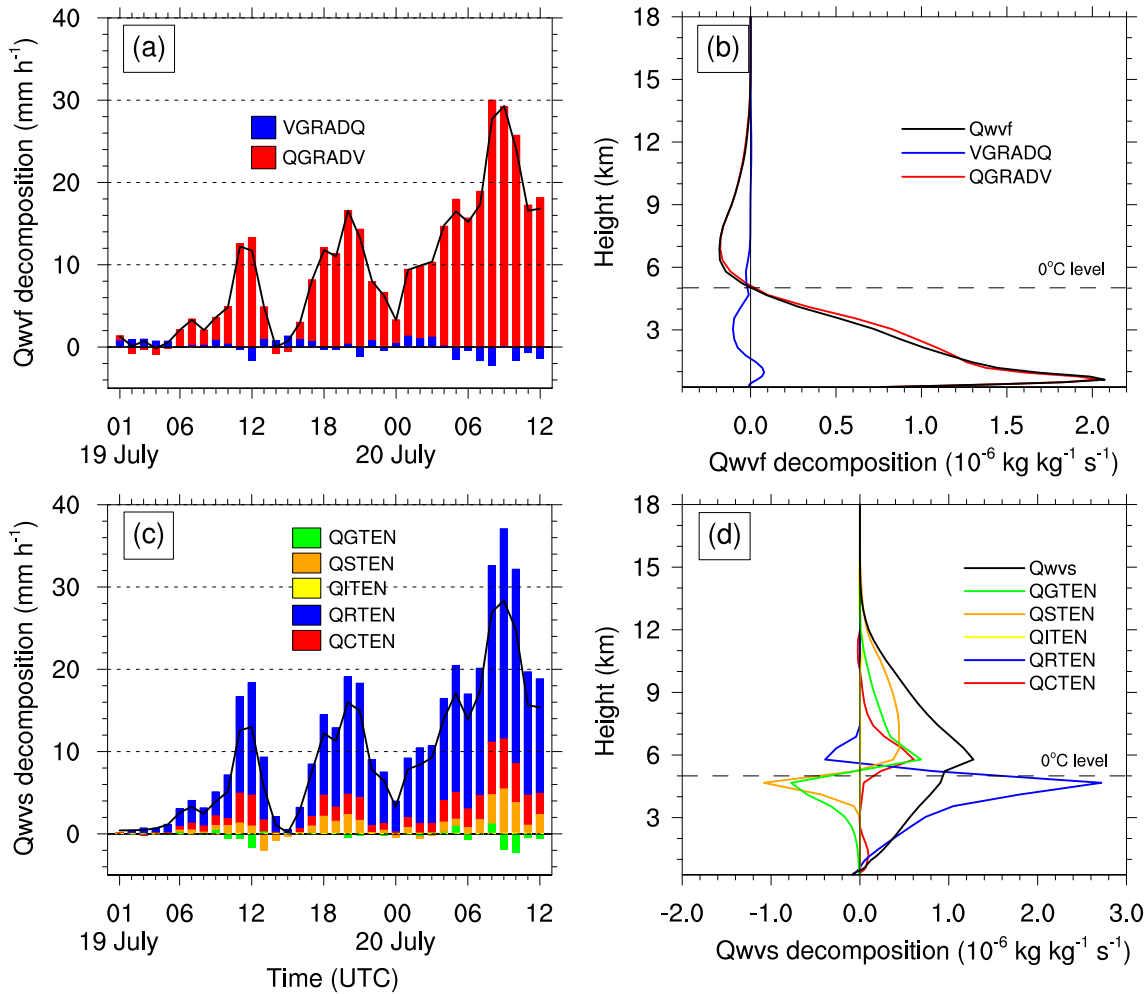 (a)
Qwvf decomposition (mm h⁻¹)
40
30
20
10
0
VGRADQ
QGRADV
01 06 12 18 00 06 12
19 July 20 July
(b)
Height (km)
18
15
12
9
6
3
Qwvf
VGRADQ
QGRADV
0°C level
0.0 0.5 1.0 1.5 2.0
Qwvf decomposition (10⁻⁶ kg kg⁻¹ s⁻¹)
(c)
Qwvs decomposition (mm h⁻¹)
40
30
20
10
0
QGTEN
QSTEN
QITEN
QRTEN
QCTEN
01 06 12 18 00 06 12
19 July 20 July
Time (UTC)
(d)
Height (km)
18
15
12
9
6
3
Qwvs
QGTEN
QSTEN
QITEN
QRTEN
QCTEN
0°C level
-2.0 -1.0 0.0 1.0 2.0 3.0
Qwvs decomposition (10⁻⁶ kg kg⁻¹ s⁻¹)